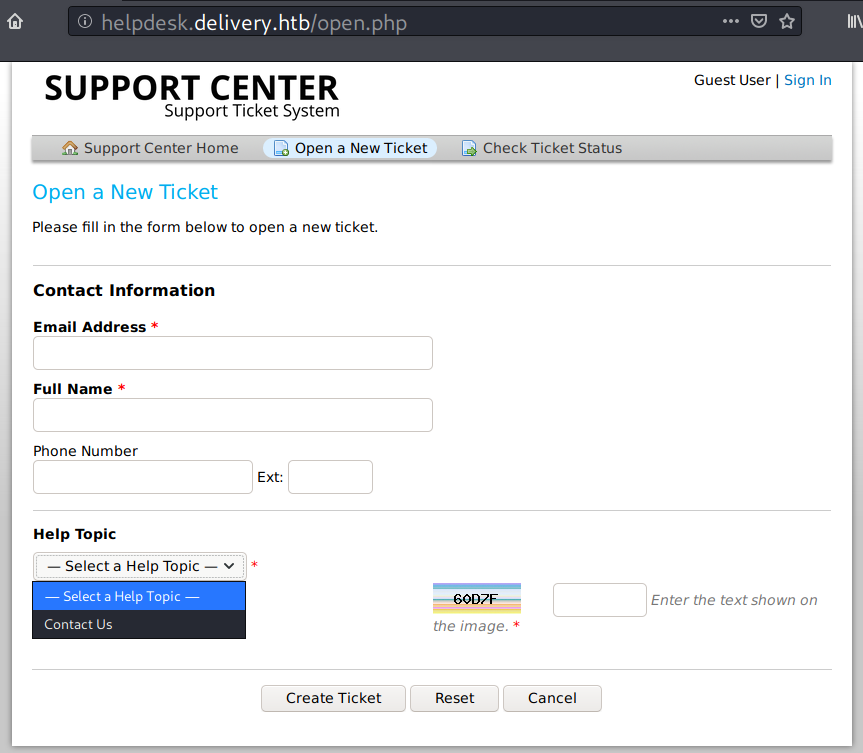 helpdesk.delivery.htb/open.php
SUPPORT CENTER
Support Ticket System
Guest User | Sign In
Support Center Home
Open a New Ticket
Check Ticket Status
Open a New Ticket
Please fill in the form below to open a new ticket.
Contact Information
Email Address *
Full Name *
Phone Number
Ext:
Help Topic
— Select a Help Topic — *
— Select a Help Topic —
Contact Us
60D7F
Enter the text shown on
the image. *
Create Ticket
Reset
Cancel